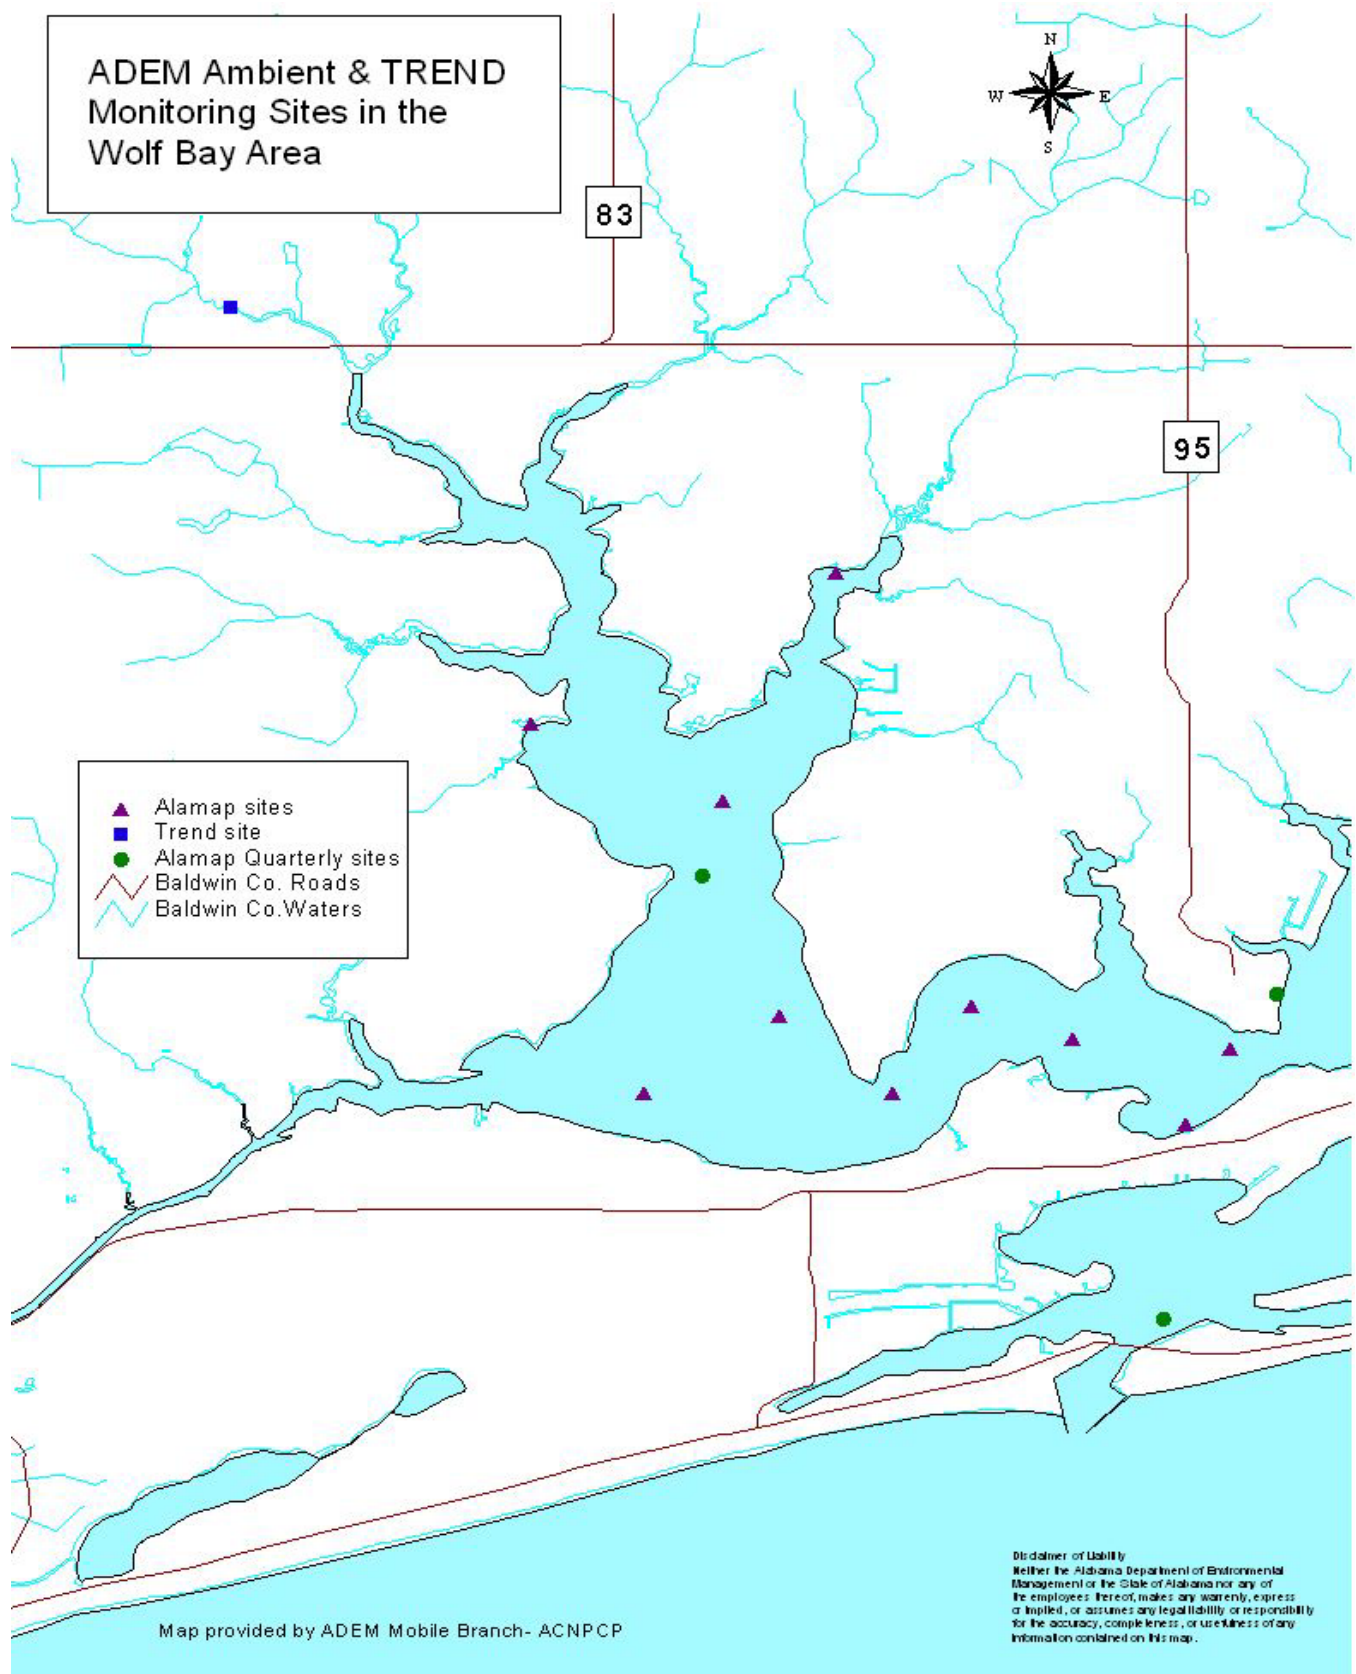 ADEM Ambient & TREND
Monitoring Sites in the
Wolf Bay Area
N
W
E
S
83
95
Alamap sites
Trend site
Alamap Quarterly sites
Baldwin Co. Roads
Baldwin Co.Waters
Disclaimer of Liability
Neither the Alabama Department of Environmental
Management or the State of Alabama nor any of
the employees thereof, makes any warrenty, express
or implied, or assumes any legal liability or responsibility
for the accuracy, completeness, or usefulness of any
information contained on this map.
Map provided by ADEM Mobile Branch- ACNPCP